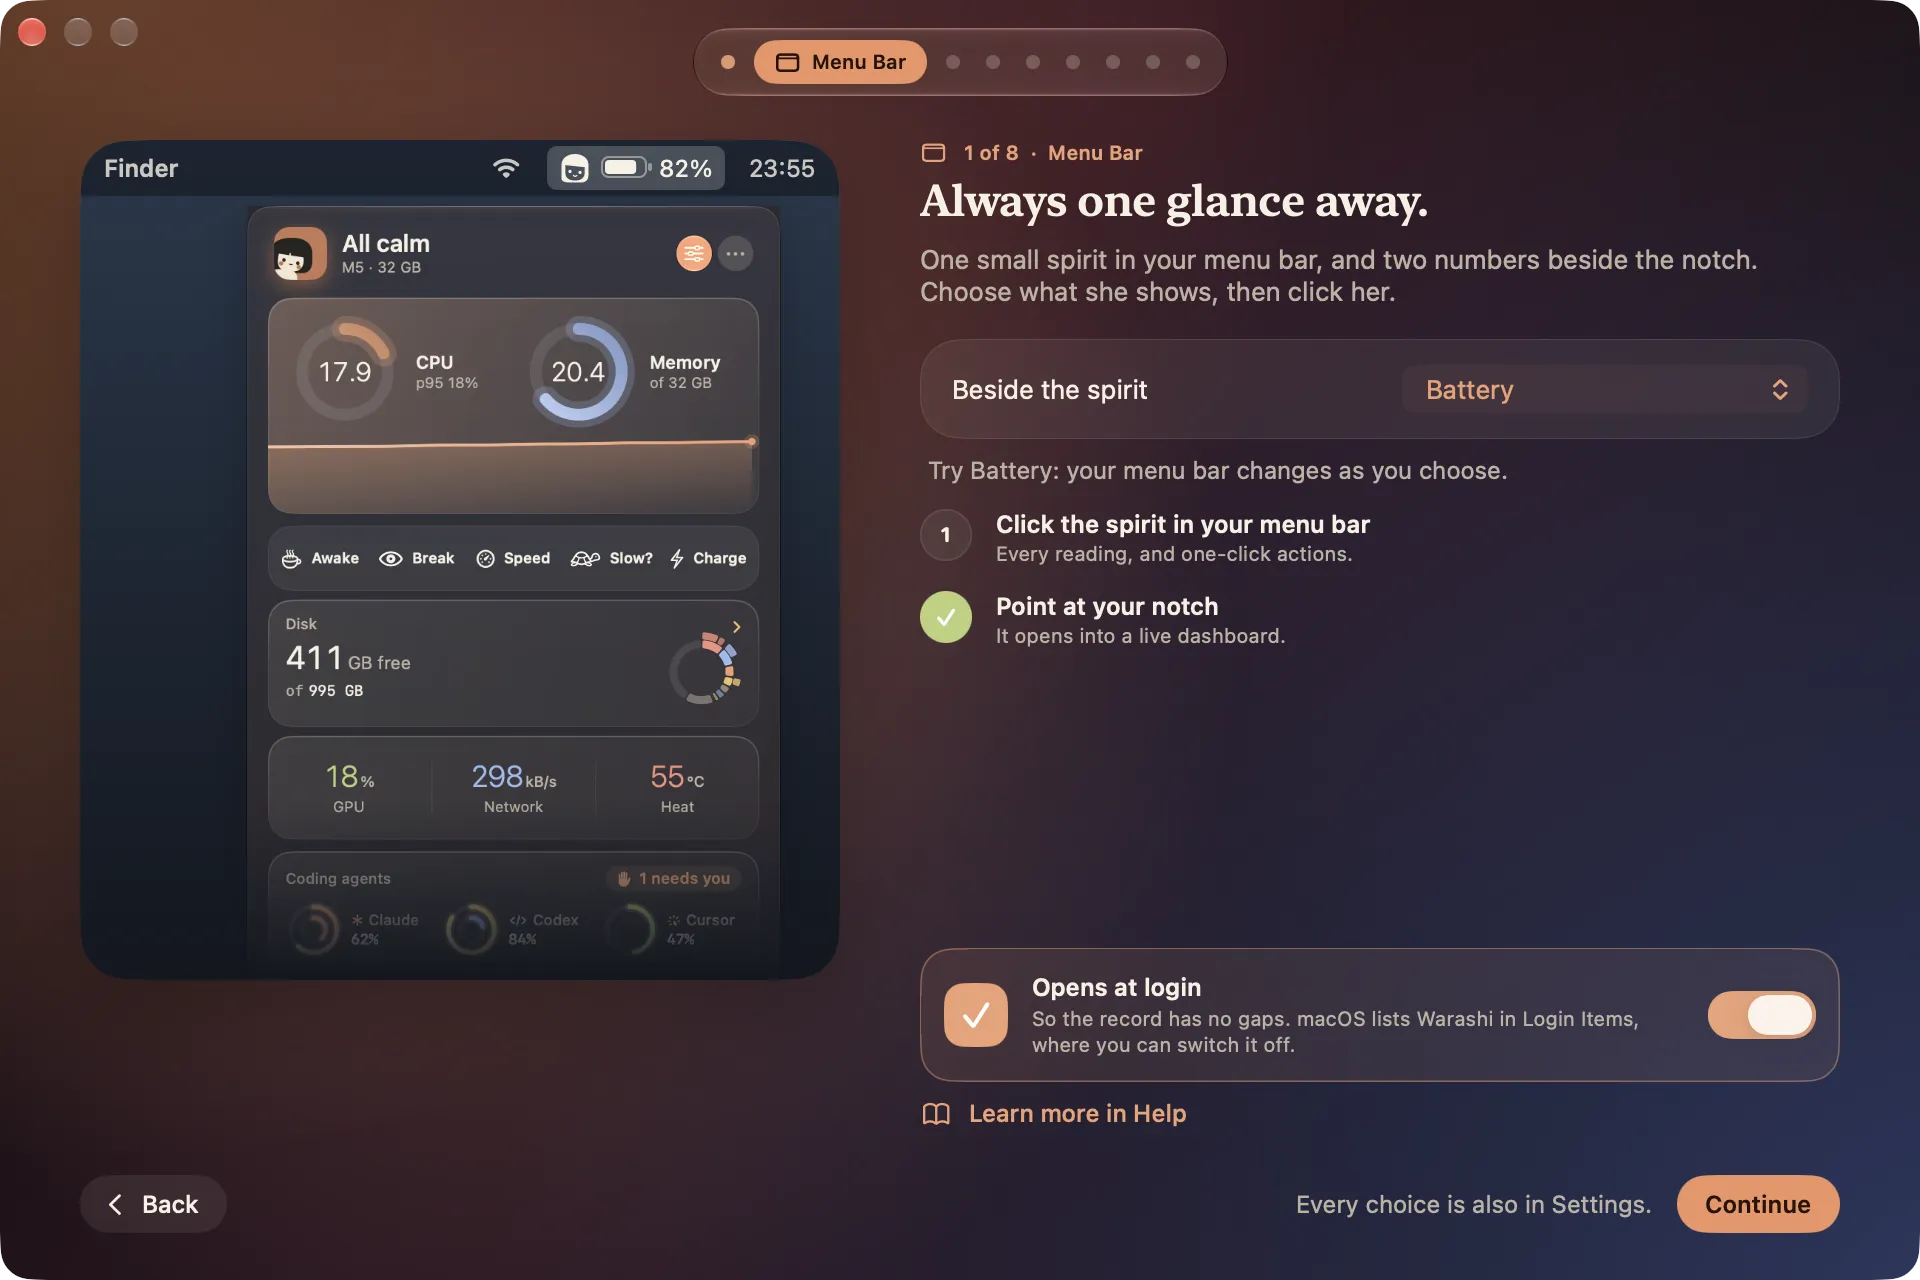 Menu Bar
Finder
82%
23:55
All calm
M5 · 32 GB
17.9
CPU
p95 18%
20.4
Memory
of 32 GB
Awake
Break
Speed
Slow?
Charge
Disk
411 GB free
of 995 GB
18%
GPU
298 kB/s
Network
55 °C
Heat
Coding agents
1 needs you
Claude
62%
Codex
84%
Cursor
47%
1 of 8 · Menu Bar
Always one glance away.
One small spirit in your menu bar, and two numbers beside the notch.
Choose what she shows, then click her.
Beside the spirit
Battery
Try Battery: your menu bar changes as you choose.
1
Click the spirit in your menu bar
Every reading, and one-click actions.
Point at your notch
It opens into a live dashboard.
Opens at login
So the record has no gaps. macOS lists Warashi in Login Items,
where you can switch it off.
Learn more in Help
Back
Every choice is also in Settings.
Continue